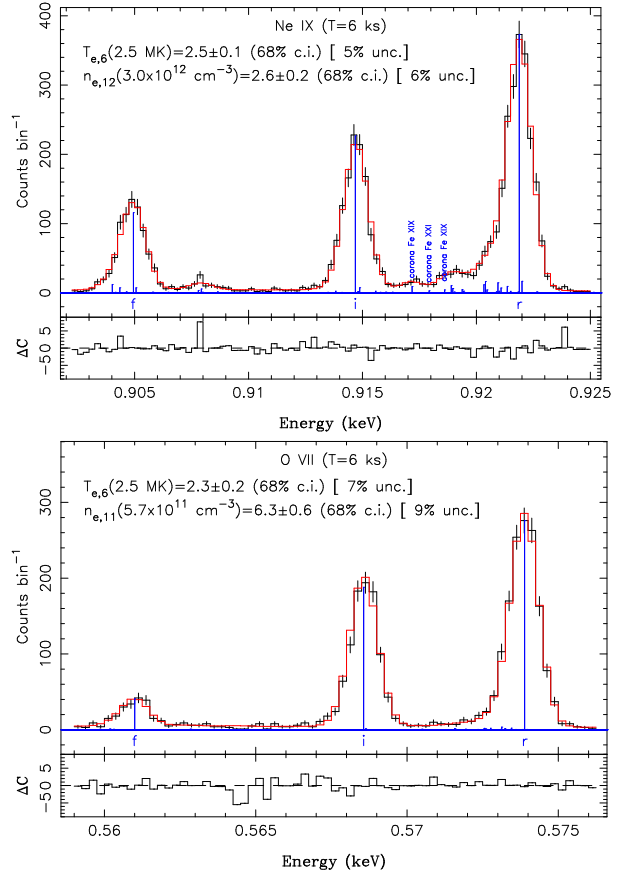 Ne IX (T=6 ks)
T_e,6(2.5 MK)=2.5±0.1 (68% c.i.) [ 5% unc.]
n_e,12(3.0x10^12 cm^-3)=2.6±0.2 (68% c.i.) [ 6% unc.]
Counts bin^-1
400
300
200
100
0
corona Fe XIX
corona Fe XXI
corona Fe XIX
f
i
r
ΔC
5
0
-5
0.905
0.91
0.915
0.92
0.925
Energy (keV)
O VII (T=6 ks)
T_e,6(2.5 MK)=2.3±0.2 (68% c.i.) [ 7% unc.]
n_e,11(5.7x10^11 cm^-3)=6.3±0.6 (68% c.i.) [ 9% unc.]
Counts bin^-1
300
200
100
0
f
i
r
ΔC
5
0
-5
0.56
0.565
0.57
0.575
Energy (keV)